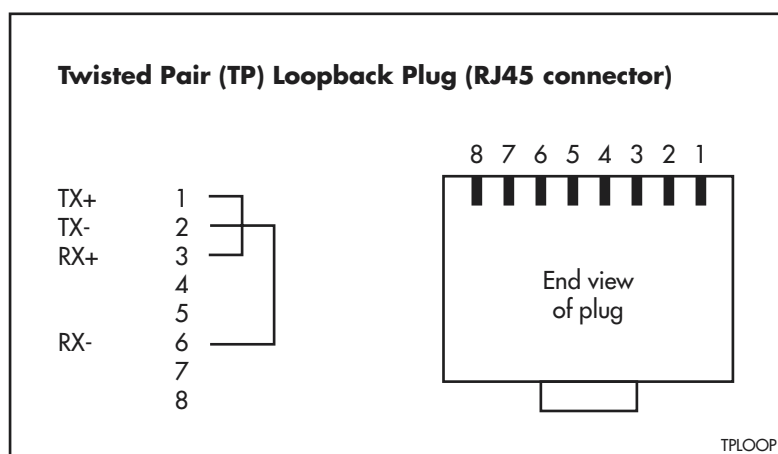 Twisted Pair (TP) Loopback Plug (RJ45 connector)
TX+ 1
TX- 2
RX+ 3
4
5
RX- 6
7
8
8 7 6 5 4 3 2 1
End view
of plug
TPLOOP